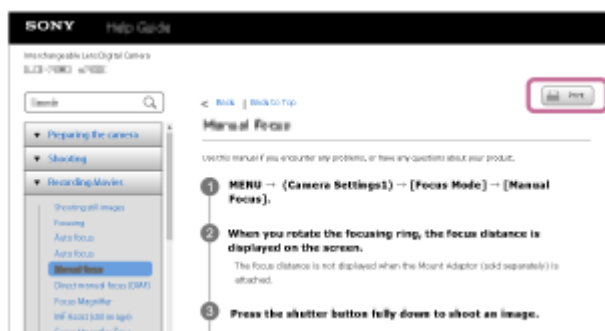 SONY Help Guide
Interchangeable Lens Digital Camera
Print
Search
< Back | Back to Top
Manual Focus
Preparing the camera
Shooting
Recording Movies
Shooting still images
Focusing
Auto focus
Auto focus
Manual focus
Direct manual focus (DMF)
Focus Magnifier
MF Assist (still image)
Use this manual if you encounter any problems, or have any questions about your product.
1 MENU → (Camera Settings1) → [Focus Mode] → [Manual
Focus].
2 When you rotate the focusing ring, the focus distance is
displayed on the screen.
The focus distance is not displayed when the Mount Adaptor (sold separately) is
attached.
3 Press the shutter button fully down to shoot an image.